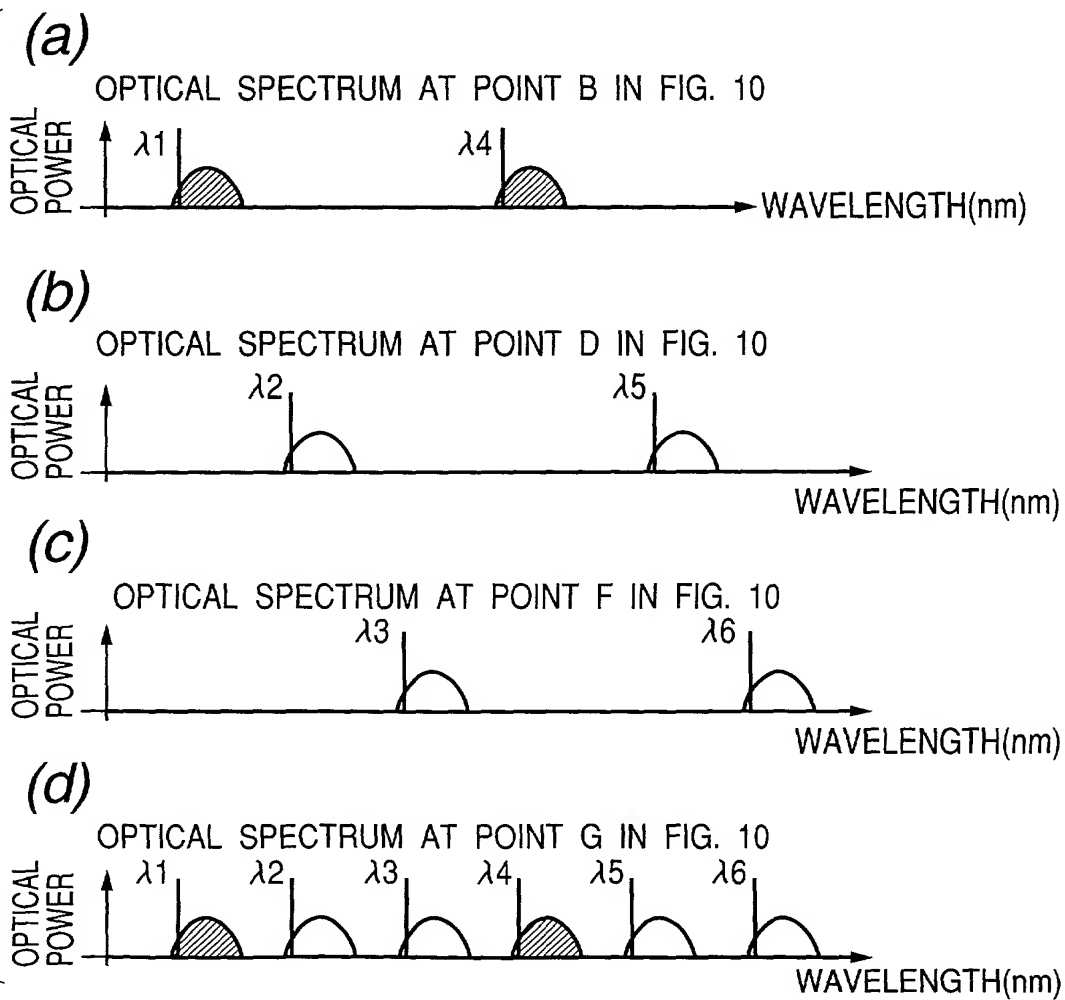 (a)
OPTICAL SPECTRUM AT POINT B IN FIG. 10
OPTICAL
POWER
λ1
λ4
WAVELENGTH(nm)
(b)
OPTICAL SPECTRUM AT POINT D IN FIG. 10
OPTICAL
POWER
λ2
λ5
WAVELENGTH(nm)
(c)
OPTICAL SPECTRUM AT POINT F IN FIG. 10
OPTICAL
POWER
λ3
λ6
WAVELENGTH(nm)
(d)
OPTICAL SPECTRUM AT POINT G IN FIG. 10
OPTICAL
POWER
λ1 λ2 λ3 λ4 λ5 λ6
WAVELENGTH(nm)